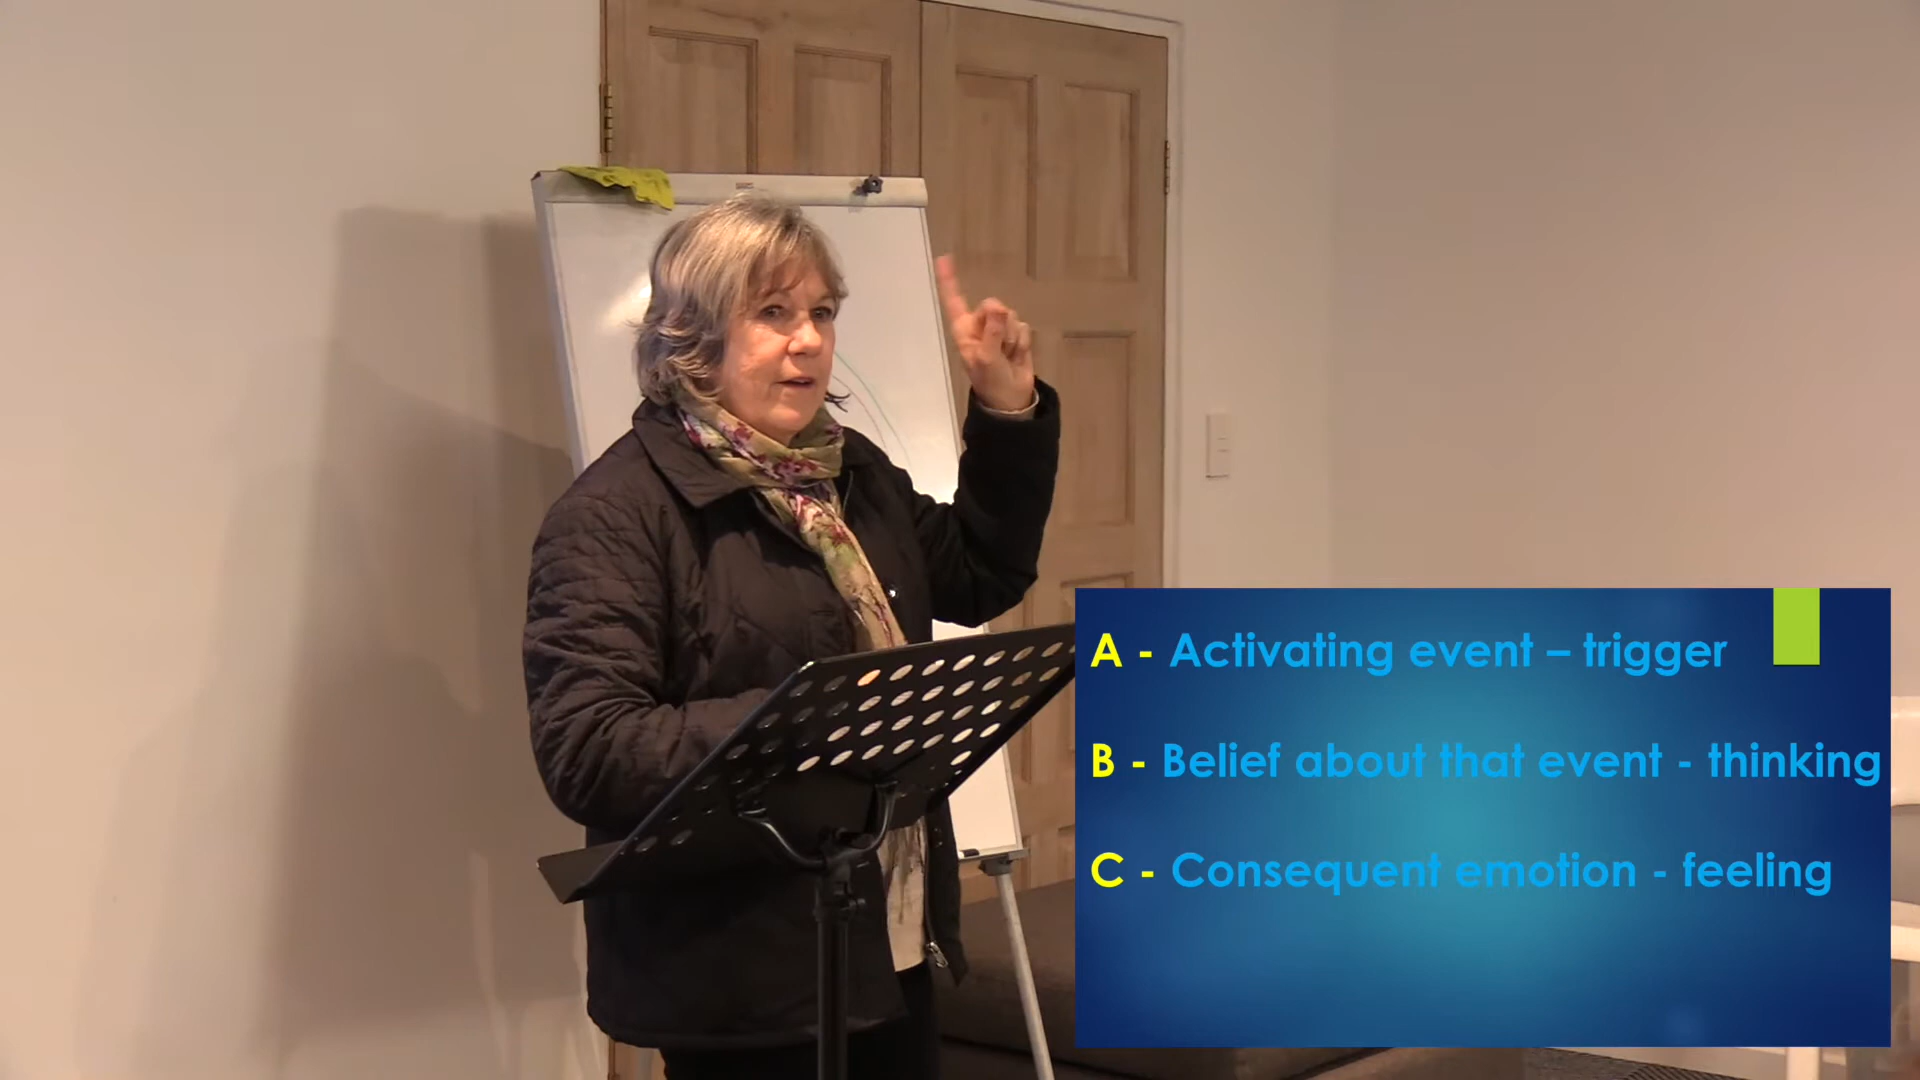 A - Activating event – trigger
B - Belief about that event - thinking
C - Consequent emotion - feeling